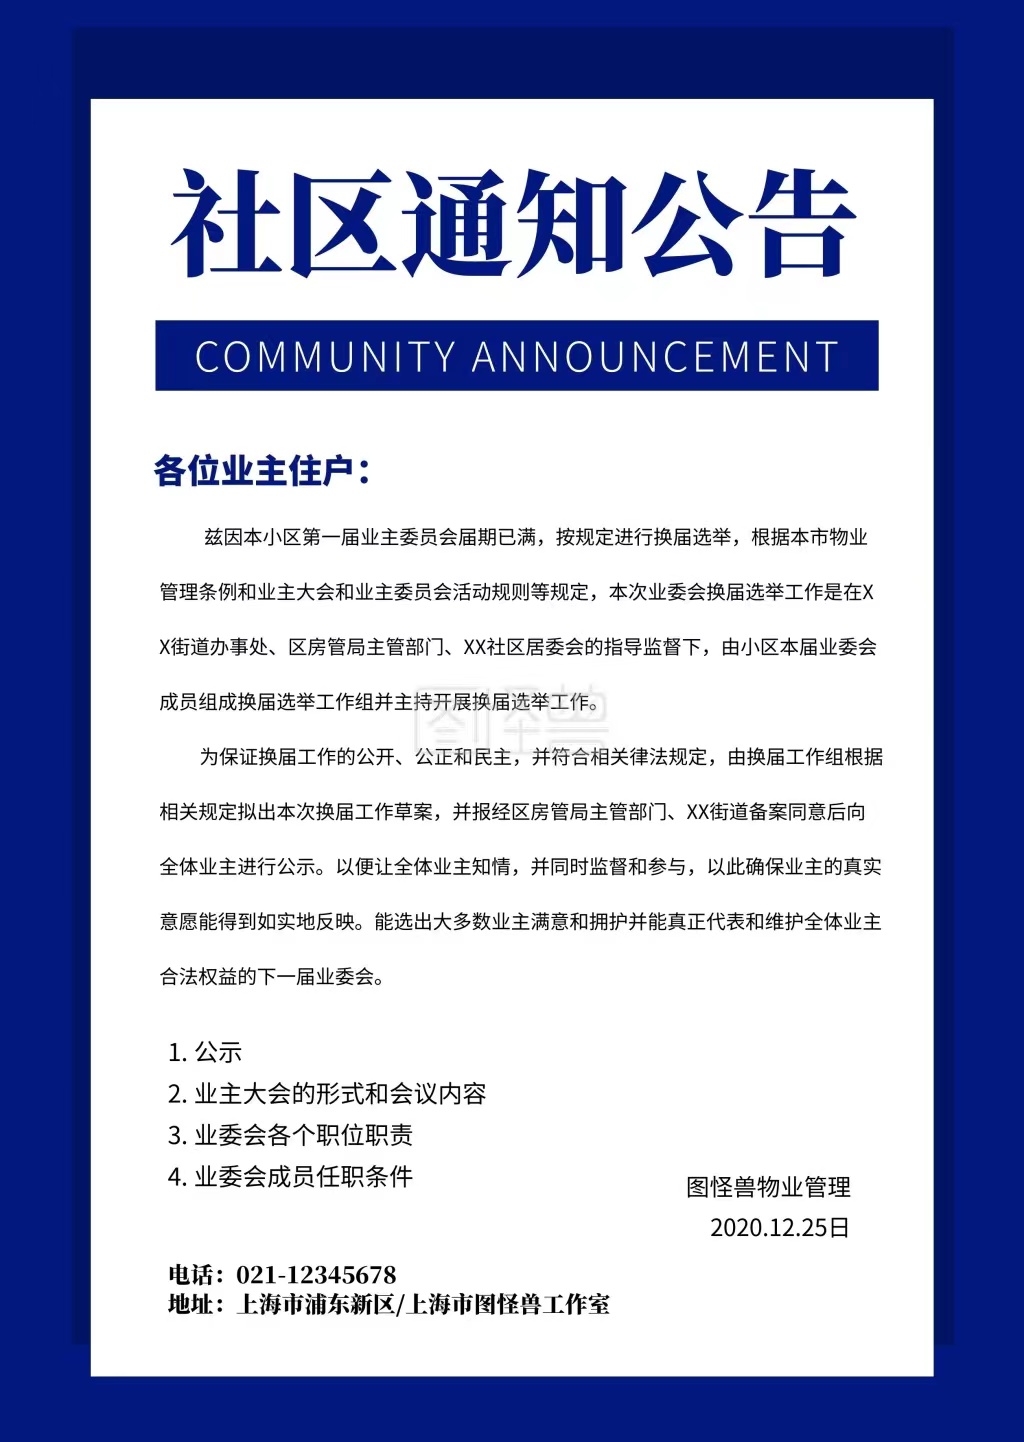 社区通知公告
COMMUNITY ANNOUNCEMENT
各位业主住户：
兹因本小区第一届业主委员会届期已满，按规定进行换届选举，根据本市物业
管理条例和业主大会和业主委员会活动规则等规定，本次业委会换届选举工作是在X
X街道办事处、区房管局主管部门、XX社区居委会的指导监督下，由小区本届业委会
成员组成换届选举工作组并主持开展换届选举工作。
图怪兽
为保证换届工作的公开、公正和民主，并符合相关律法规定，由换届工作组根据
相关规定拟出本次换届工作草案，并报经区房管局主管部门、XX街道备案同意后向
全体业主进行公示。以便让全体业主知情，并同时监督和参与，以此确保业主的真实
意愿能得到如实地反映。能选出大多数业主满意和拥护并能真正代表和维护全体业主
合法权益的下一届业委会。
1. 公示
2. 业主大会的形式和会议内容
3. 业委会各个职位职责
4. 业委会成员任职条件
图怪兽物业管理
2020.12.25日
电话：021-12345678
地址：上海市浦东新区/上海市图怪兽工作室